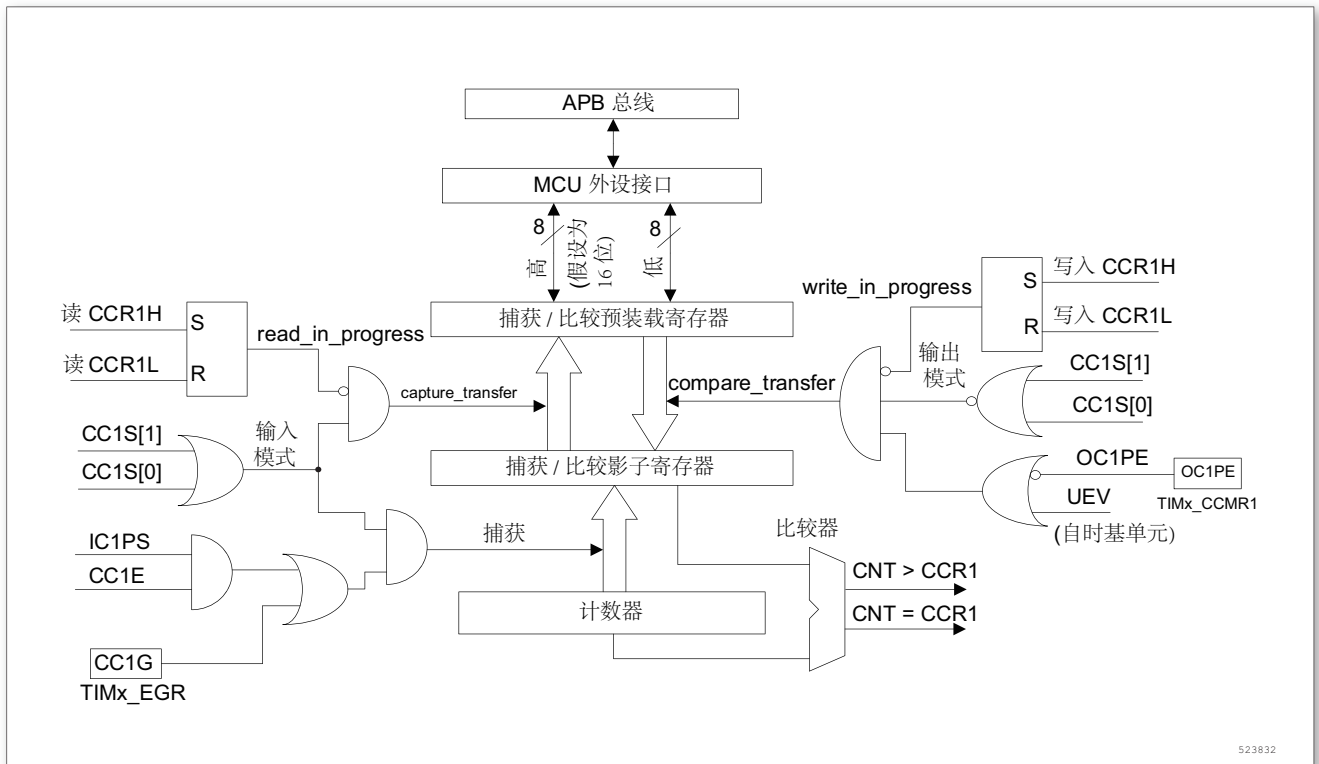 APB 总线
MCU 外设接口
8
8
高
(假设为
16 位)
低
捕获 / 比较预装载寄存器
读 CCR1H
读 CCR1L
S
R
read_in_progress
capture_transfer
CC1S[1]
CC1S[0]
输入
模式
write_in_progress
S
R
写入 CCR1H
写入 CCR1L
输出
模式
CC1S[1]
CC1S[0]
compare_transfer
捕获 / 比较影子寄存器
OC1PE
OC1PE
UEV
TIMx_CCMR1
(自时基单元)
IC1PS
CC1E
捕获
比较器
CNT > CCR1
CNT = CCR1
计数器
CC1G
TIMx_EGR
523832